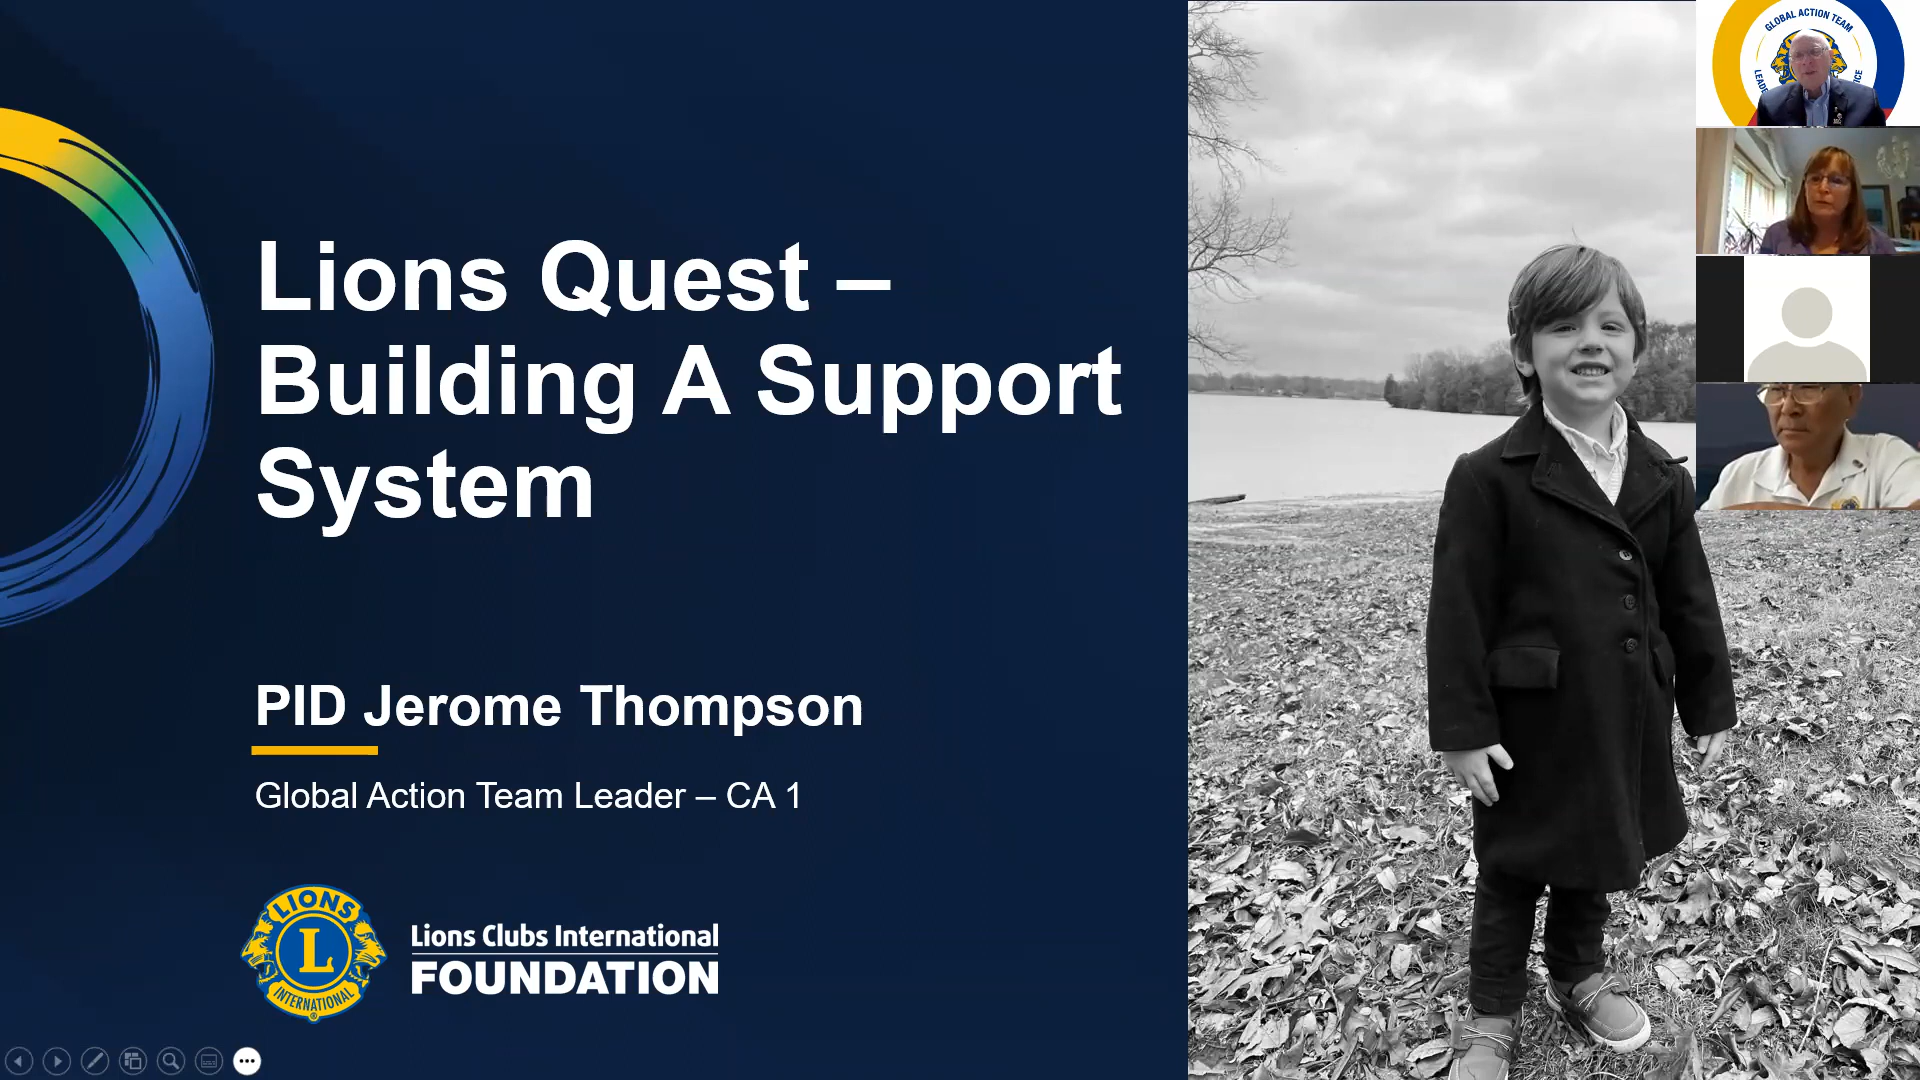 Lions Quest –
Building A Support
System
PID Jerome Thompson
Global Action Team Leader – CA 1
LIONS
L
INTERNATIONAL
®
Lions Clubs International
FOUNDATION
GLOBAL ACTION TEAM